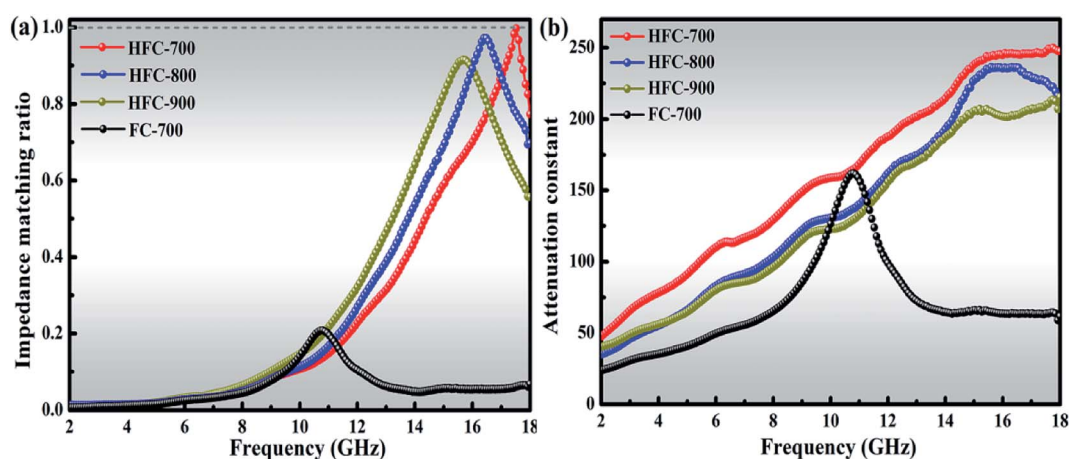 (a)
1.0
0.8
0.6
0.4
0.2
0.0
Impedance matching ratio
HFC-700
HFC-800
HFC-900
FC-700
2 4 6 8 10 12 14 16 18
Frequency (GHz)
(b)
250
200
150
100
50
0
Attenuation constant
HFC-700
HFC-800
HFC-900
FC-700
2 4 6 8 10 12 14 16 18
Frequency (GHz)